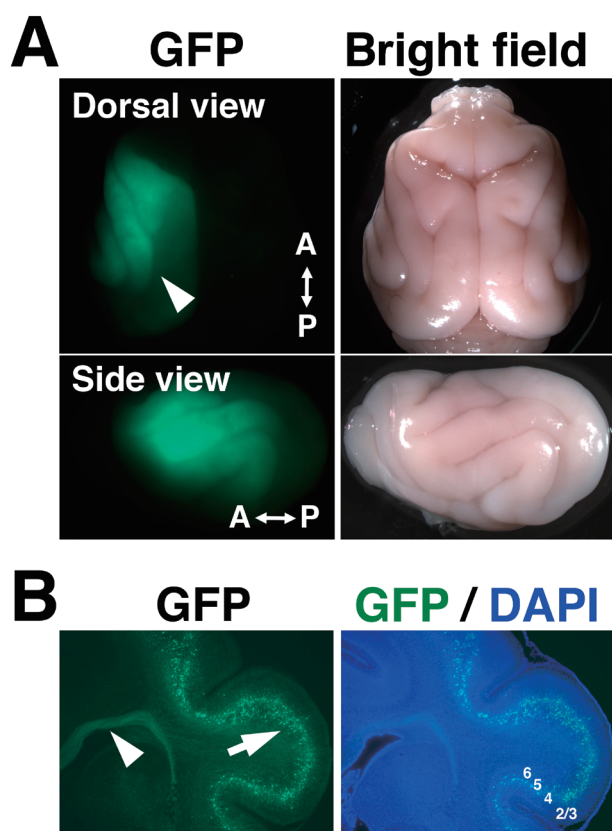 A
GFP Bright field
Dorsal view
A
P
Side view
A P
B
GFP GFP / DAPI
6
5
4
2/3